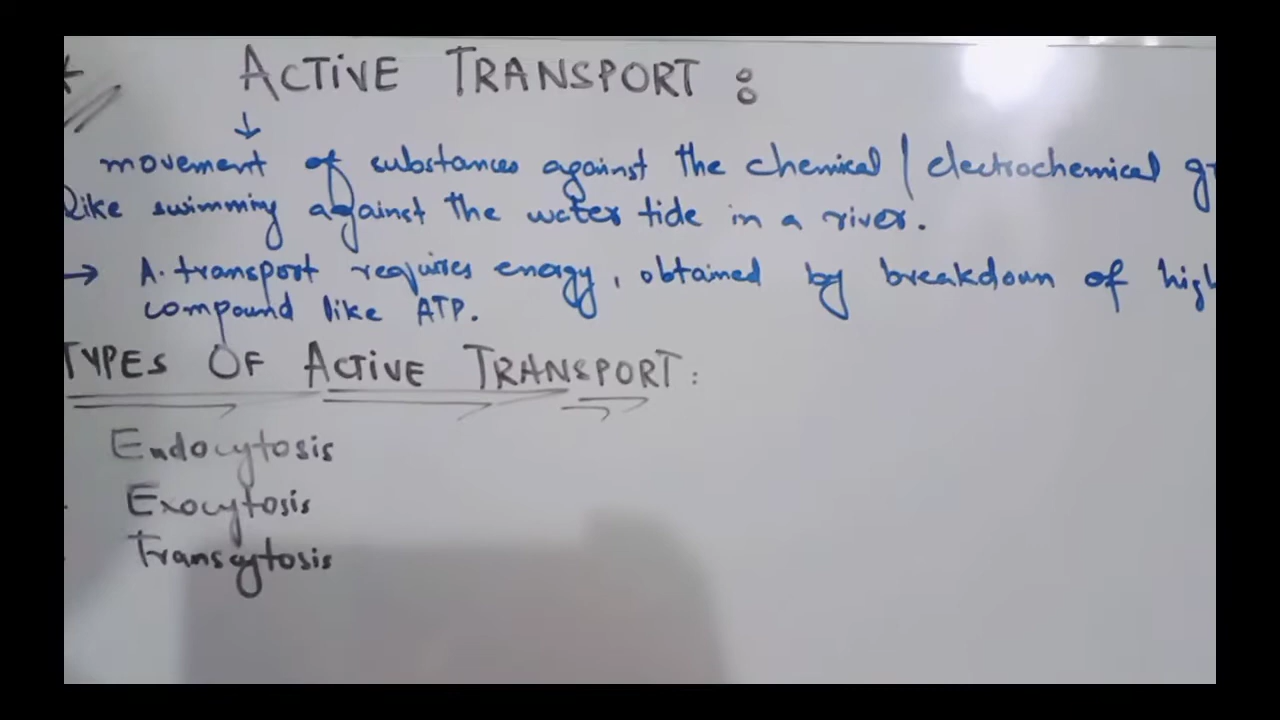 ACTIVE TRANSPORT :
↓
movement of substances against the chemical / electrochemical
like swimming against the water tide in a river.
→ A. transport requires energy, obtained by breakdown of
compound like ATP.
TYPES OF ACTIVE TRANSPORT :
Endocytosis
Exocytosis
Transcytosis